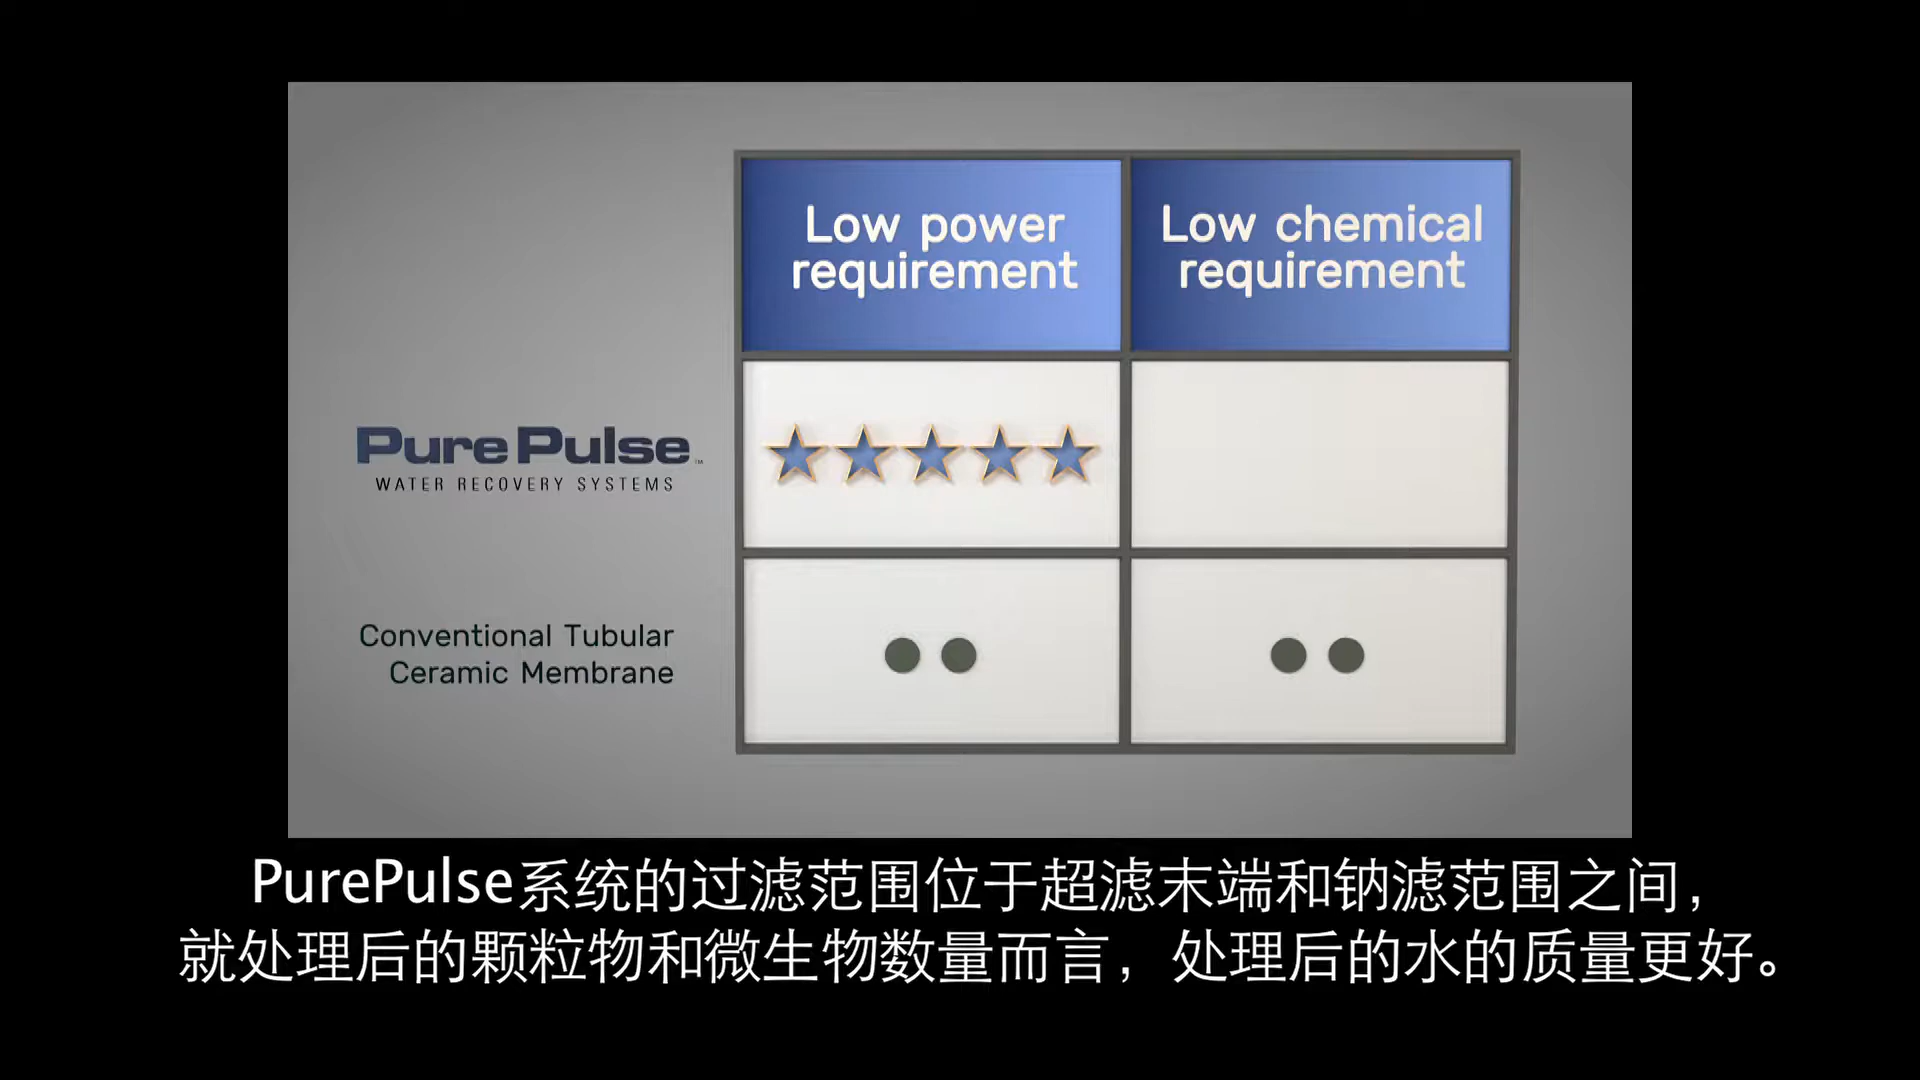 Low power
requirement
Low chemical
requirement
PurePulse™
WATER RECOVERY SYSTEMS
Conventional Tubular
Ceramic Membrane
PurePulse系统的过滤范围位于超滤末端和钠滤范围之间，
就处理后的颗粒物和微生物数量而言，处理后的水的质量更好。